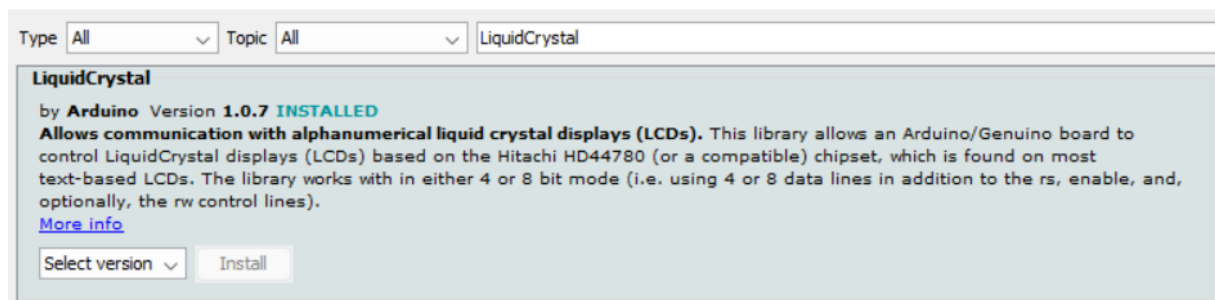 Type All Topic All LiquidCrystal
LiquidCrystal
by Arduino Version 1.0.7 INSTALLED
Allows communication with alphanumerical liquid crystal displays (LCDs). This library allows an Arduino/Genuino board to
control LiquidCrystal displays (LCDs) based on the Hitachi HD44780 (or a compatible) chipset, which is found on most
text-based LCDs. The library works with in either 4 or 8 bit mode (i.e. using 4 or 8 data lines in addition to the rs, enable, and,
optionally, the rw control lines).
More info
Select version Install